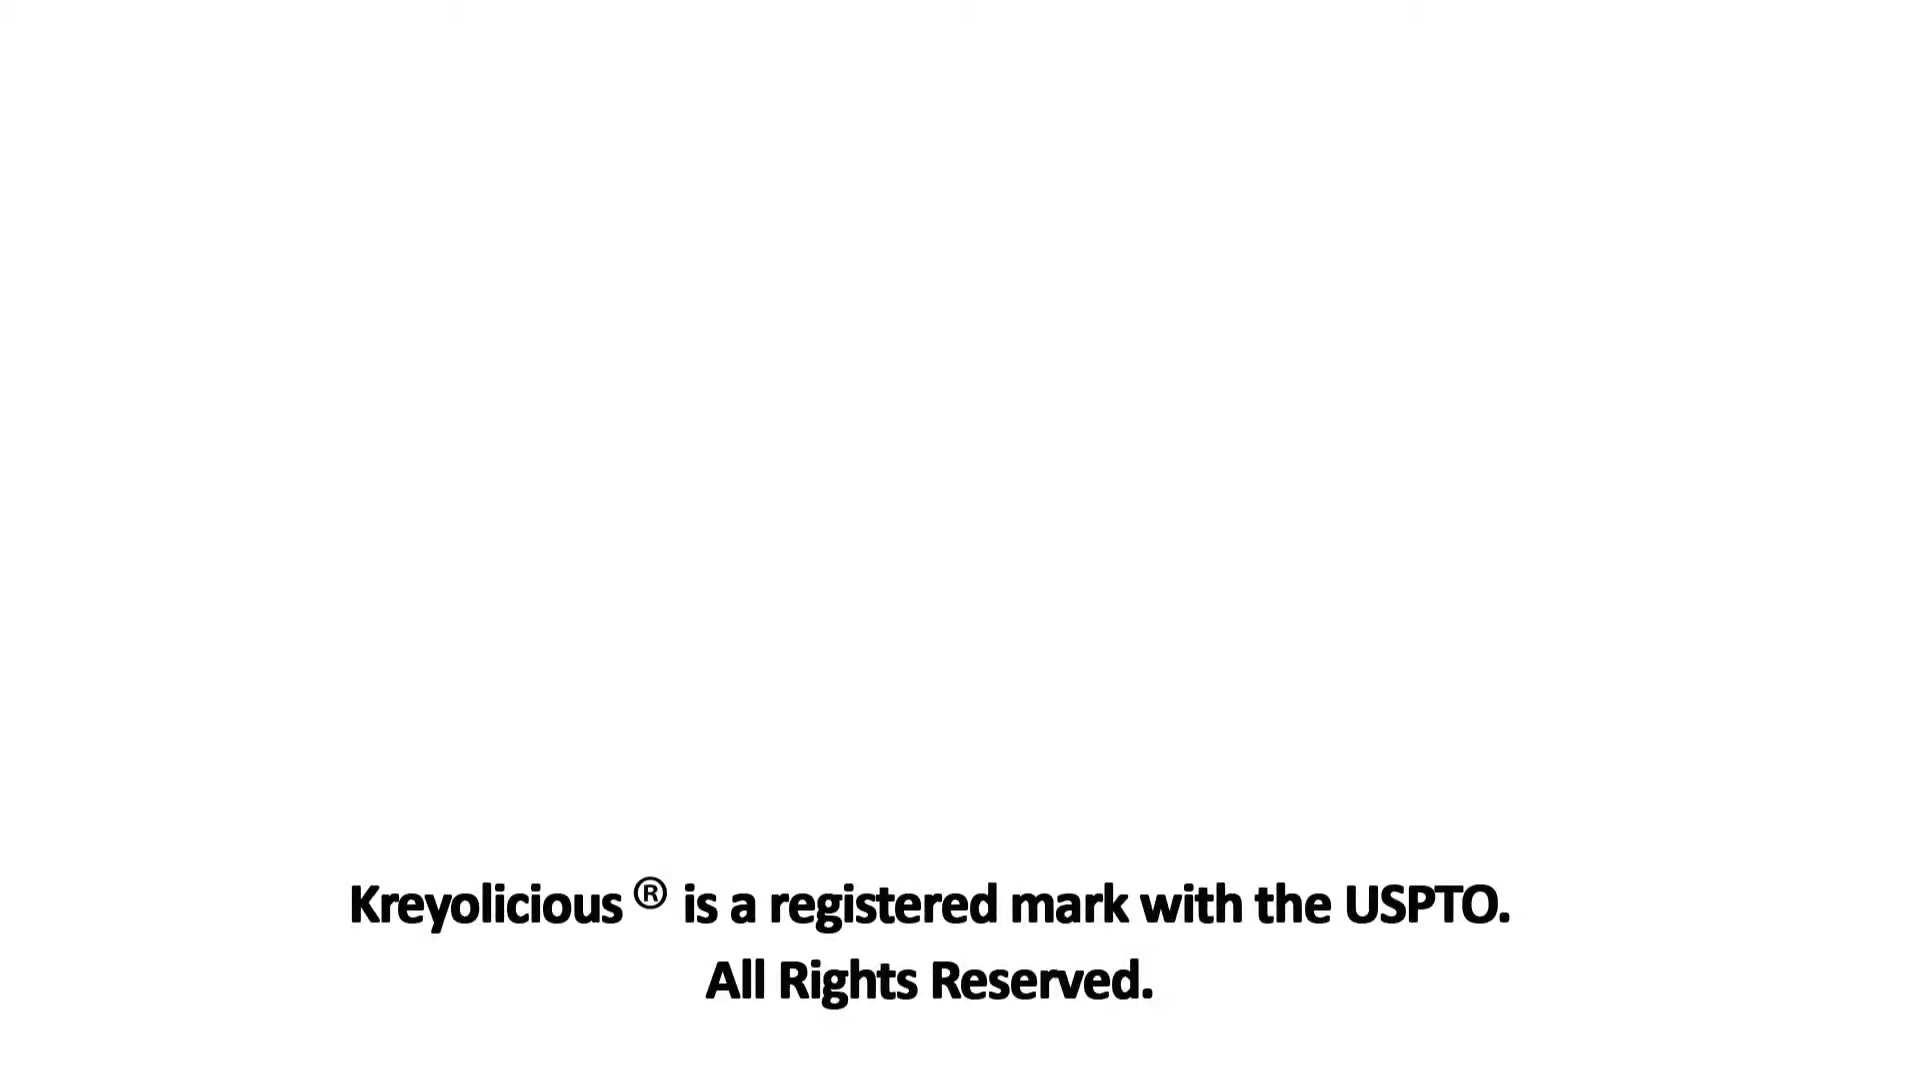 Kreyolicious ® is a registered mark with the USPTO.
All Rights Reserved.